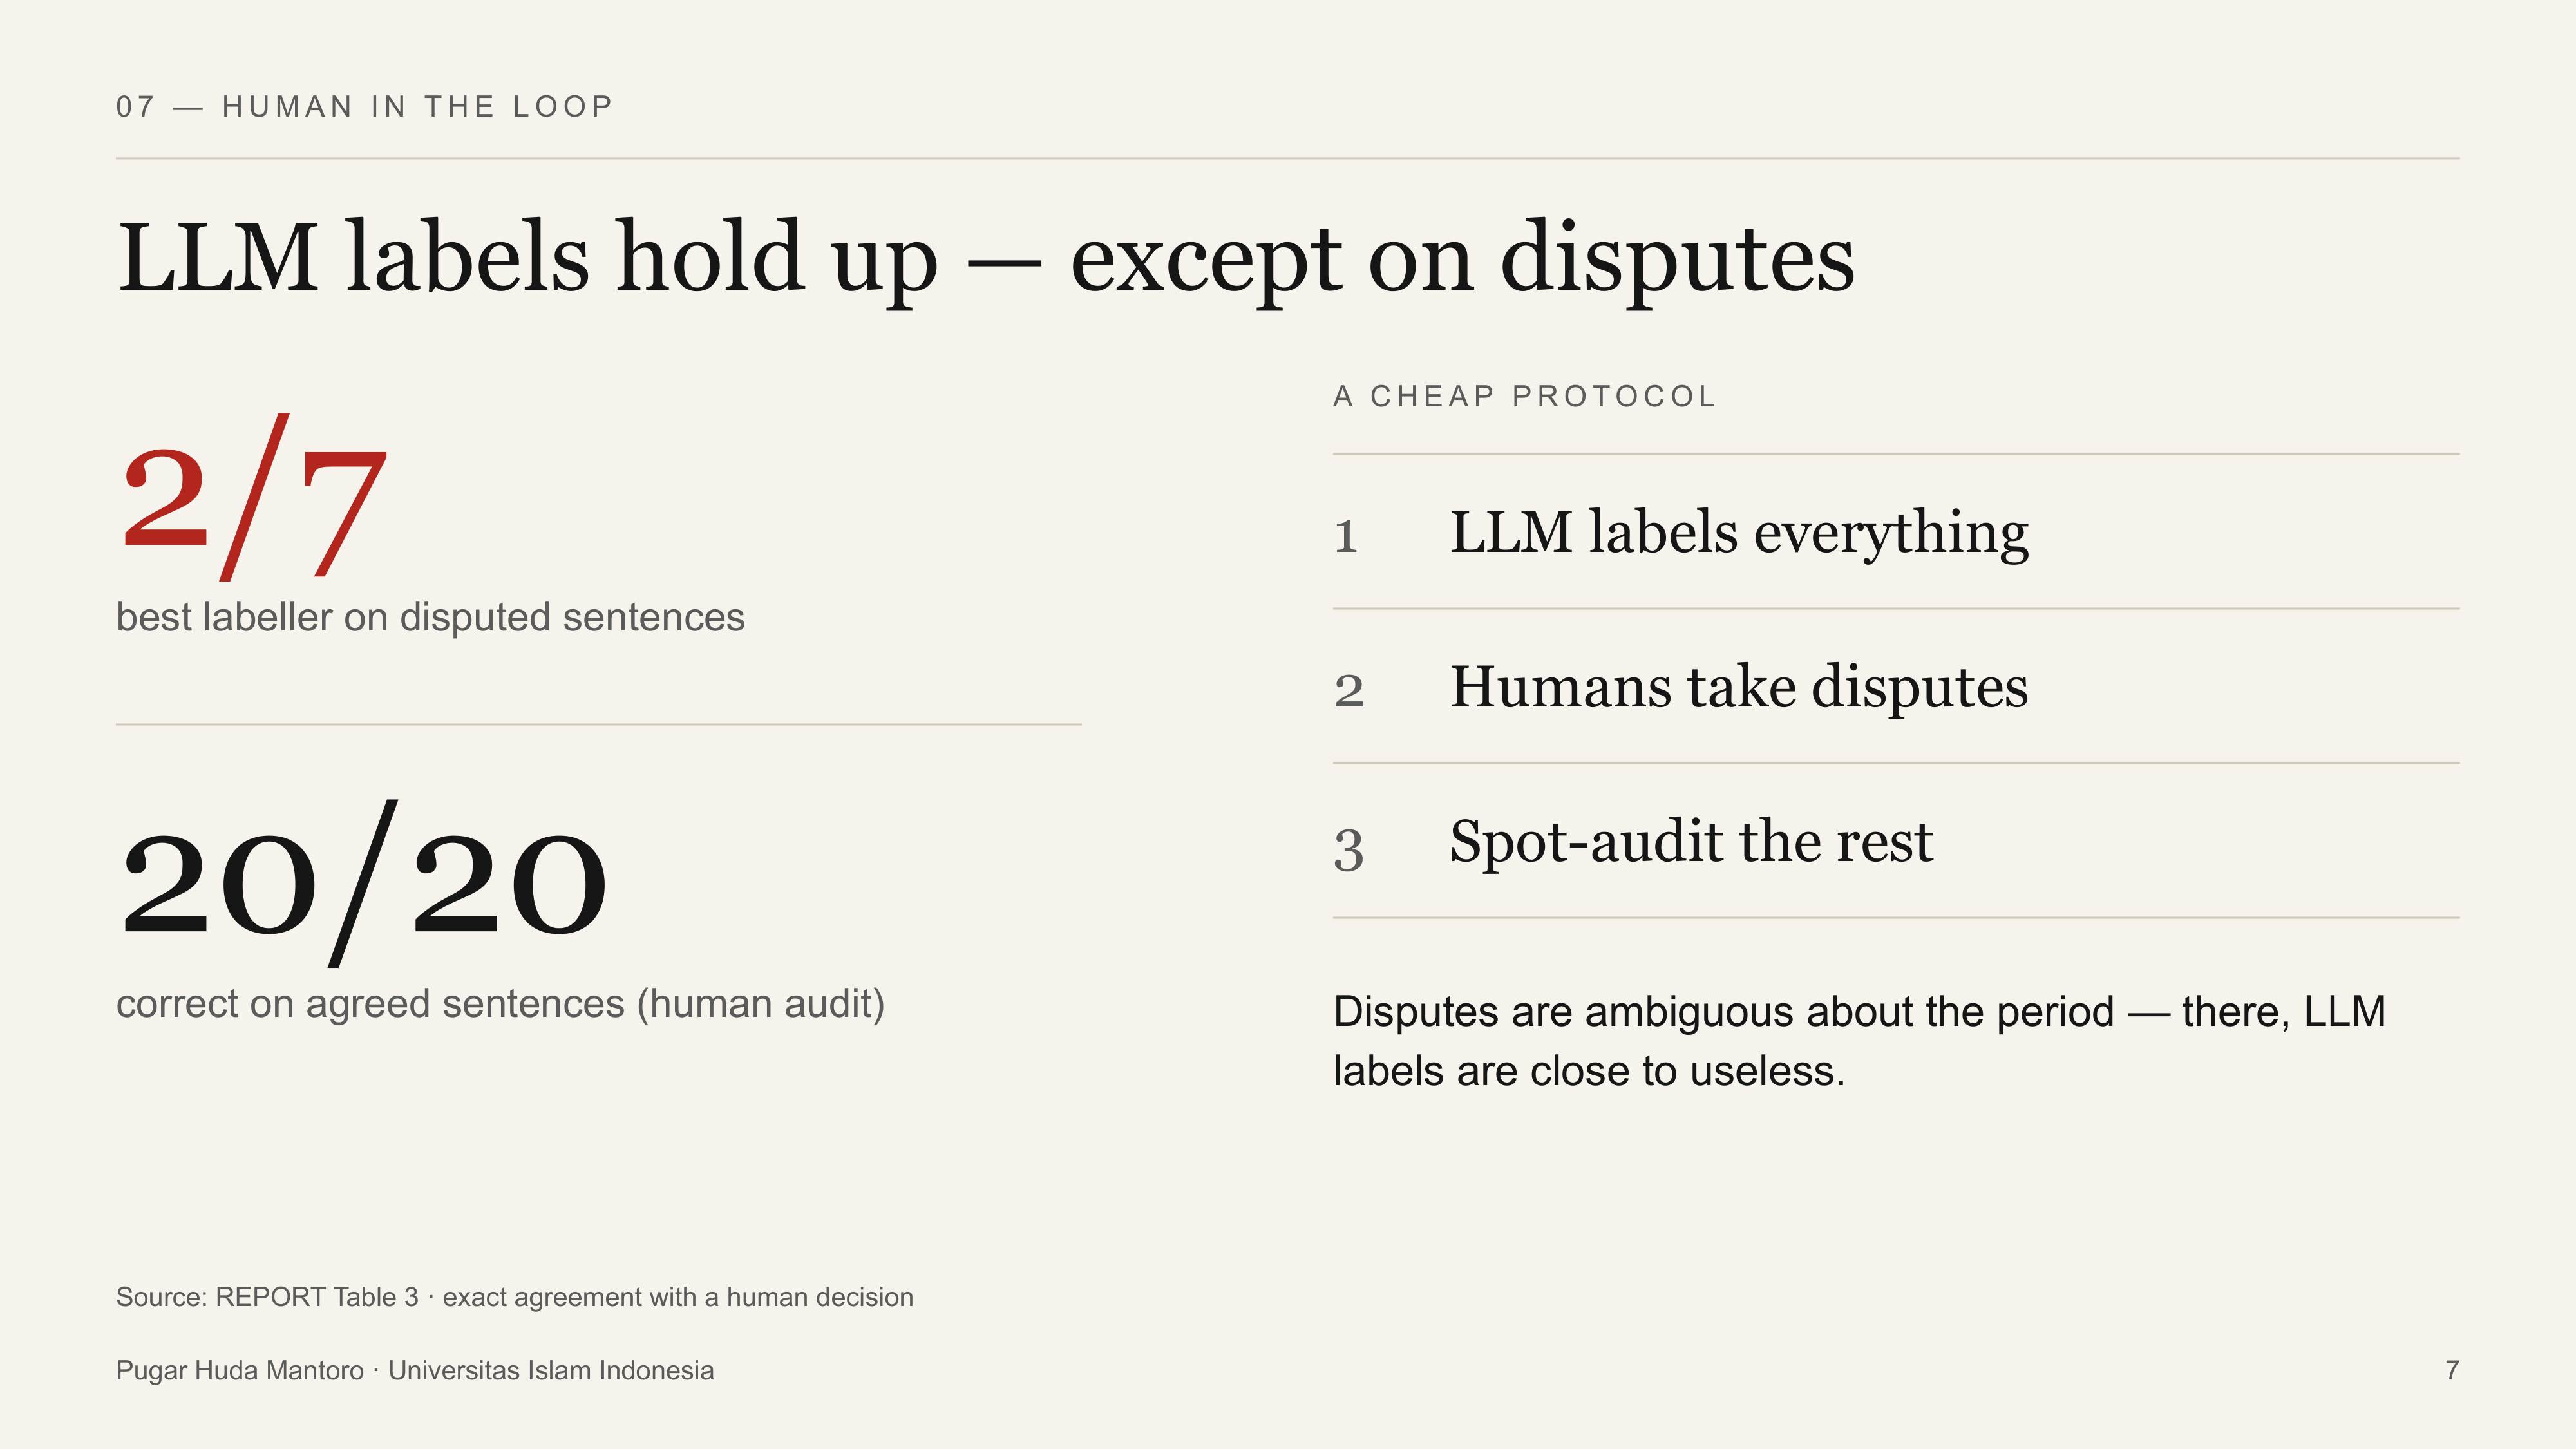 07 — HUMAN IN THE LOOP
LLM labels hold up — except on disputes
2/7
best labeller on disputed sentences
20/20
correct on agreed sentences (human audit)
A CHEAP PROTOCOL
1 LLM labels everything
2 Humans take disputes
3 Spot-audit the rest
Disputes are ambiguous about the period — there, LLM
labels are close to useless.
Source: REPORT Table 3 · exact agreement with a human decision
Pugar Huda Mantoro · Universitas Islam Indonesia
7